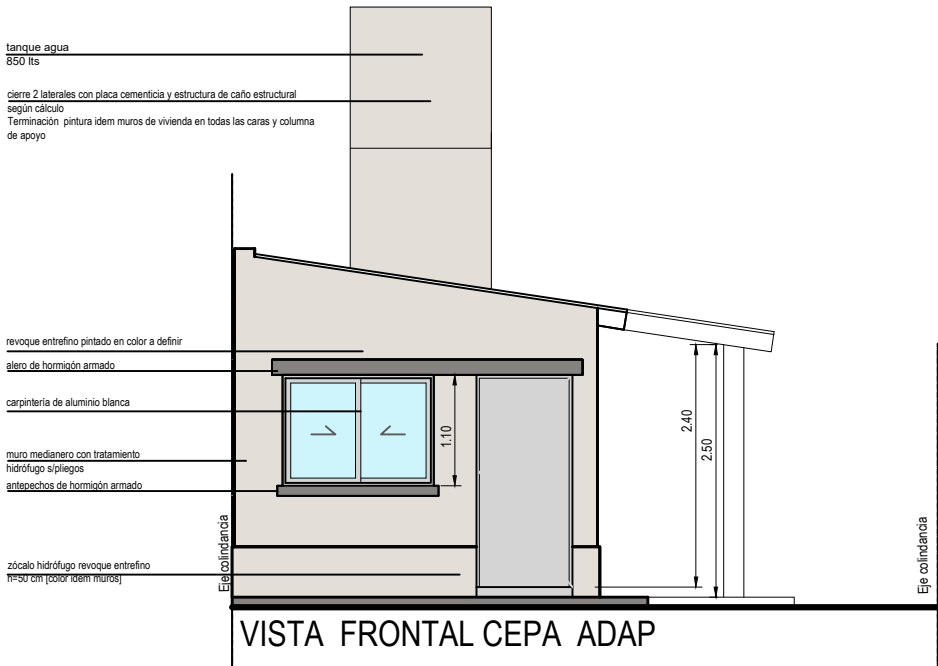 tanque agua
850 lts
cierre 2 laterales con placa cementicia y estructura de caño estructural
según cálculo
Terminación pintura idem muros de vivienda en todas las caras y columna
de apoyo
revoque entrefino pintado en color a definir
alero de hormigón armado
carpintería de aluminio blanca
muro medianero con tratamiento
hidrófugo s/pliegos
antepechos de hormigón armado
zócalo hidrófugo revoque entrefino
h=50 cm [color idem muros]
Eje colindancia
1.10
2.40
2.50
Eje colindancia
VISTA FRONTAL CEPA ADAP